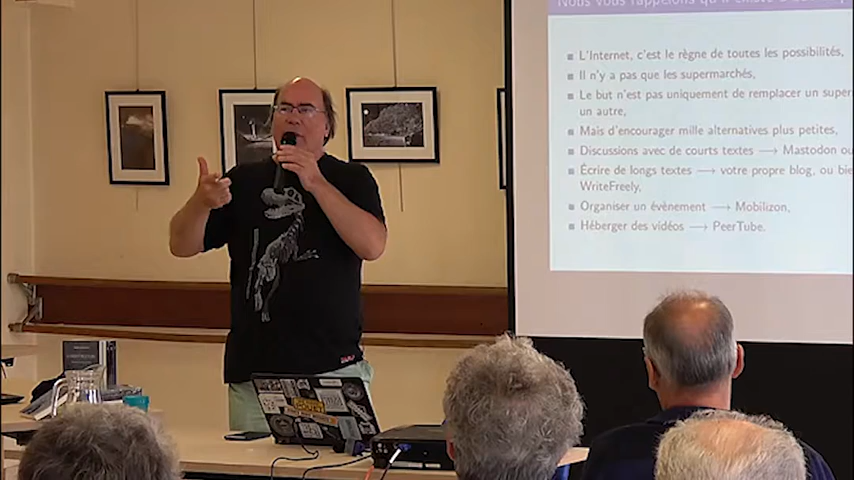 Nous vous rappelons qu'il existe
L'Internet, c'est le règne de toutes les possibilités,
Il n'y a pas que les supermarchés,
Le but n'est pas uniquement de remplacer un super
un autre,
Mais d'encourager mille alternatives plus petites,
Discussions avec de courts textes → Mastodon ou
Écrire de longs textes → votre propre blog, ou bie
WriteFreely,
Organiser un événement → Mobilizon,
Héberger des vidéos → PeerTube.